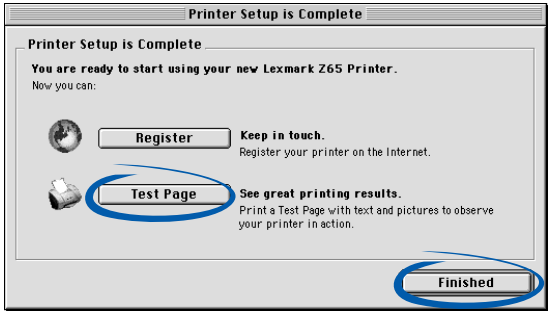 Printer Setup is Complete
Printer Setup is Complete
You are ready to start using your new Lexmark Z65 Printer.
Now you can:
Register
Keep in touch.
Register your printer on the Internet.
Test Page
See great printing results.
Print a Test Page with text and pictures to observe
your printer in action.
Finished